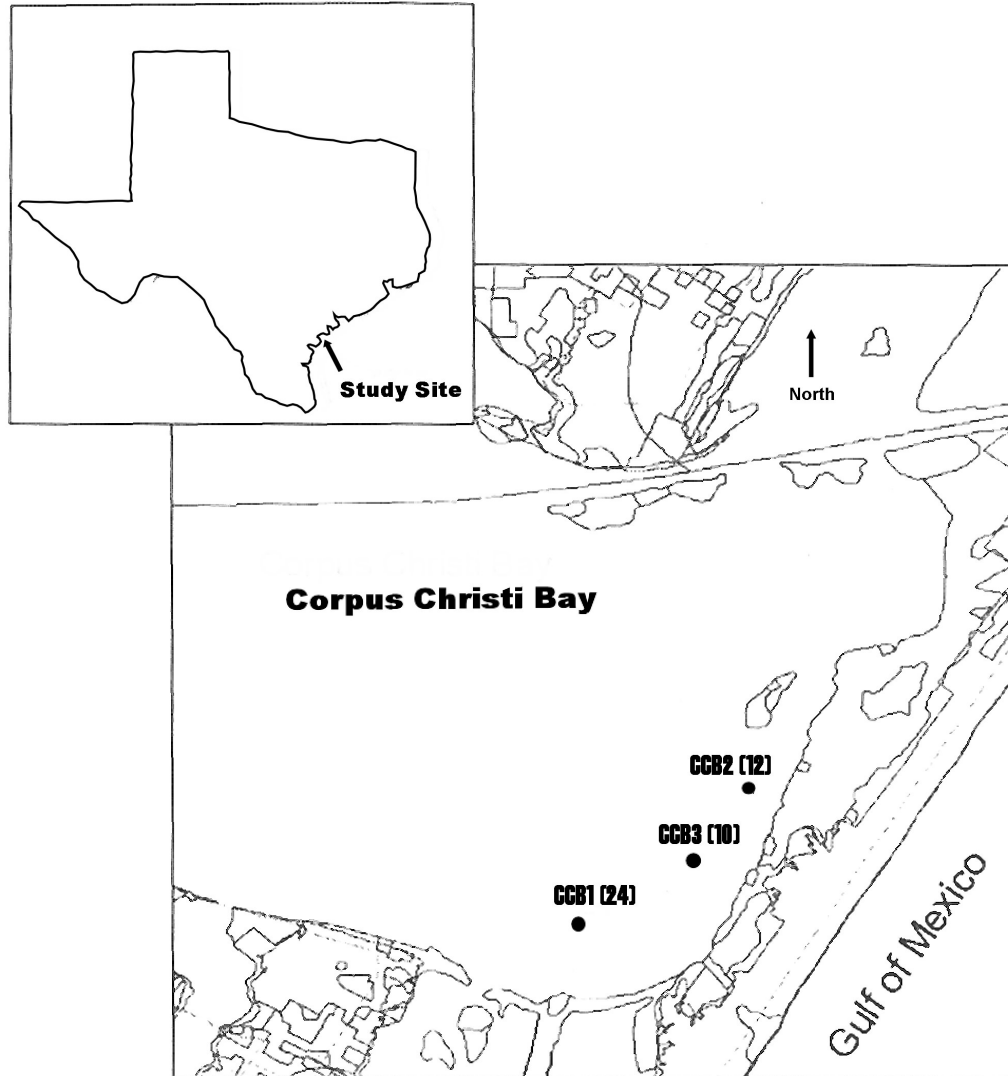 Study Site
North
Corpus Christi Bay
CCB2 (12)
CCB3 (10)
CCB1 (24)
Gulf of Mexico